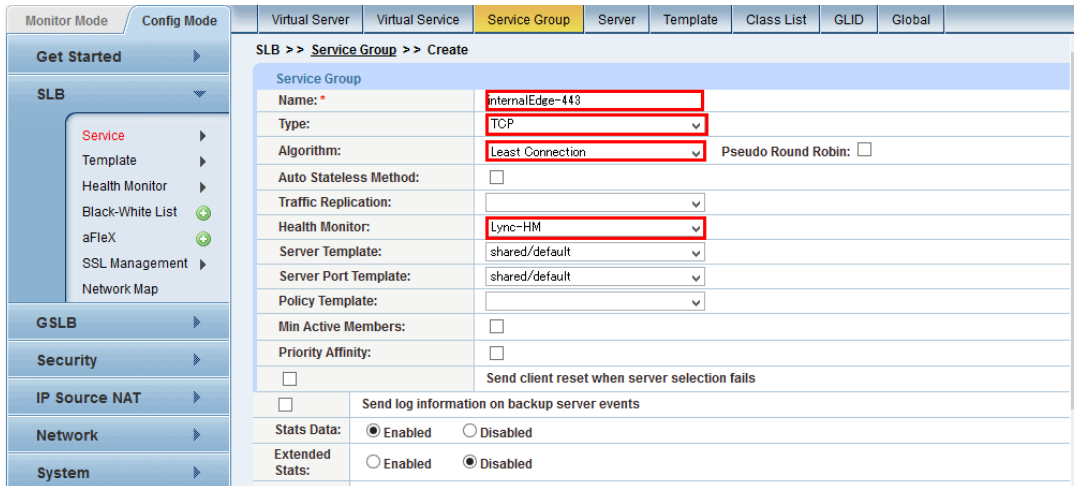 Monitor Mode Config Mode Virtual Server Virtual Service Service Group Server Template Class List GLID Global
SLB >> Service Group >> Create
Get Started
SLB
Service
Template
Health Monitor
Black-White List
aFleX
SSL Management
Network Map
GSLB
Security
IP Source NAT
Network
System
Service Group
Name: * internalEdge-443
Type: TCP
Algorithm: Least Connection Pseudo Round Robin:
Auto Stateless Method:
Traffic Replication:
Health Monitor: Lync-HM
Server Template: shared/default
Server Port Template: shared/default
Policy Template:
Min Active Members:
Priority Affinity:
Send client reset when server selection fails
Send log information on backup server events
Stats Data: Enabled Disabled
Extended
Stats: Enabled Disabled